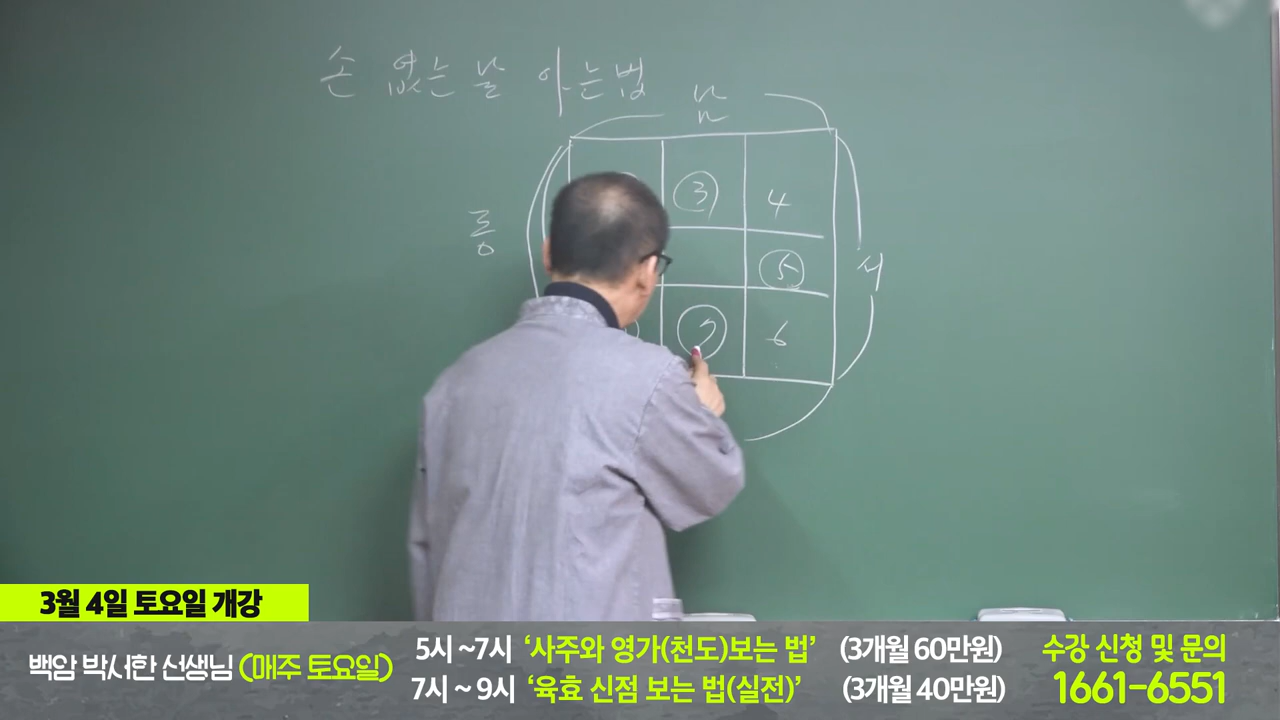 손 없는 날 아는법
남
③ 4
동
⑤ 서
⑦ 6
3월 4일 토요일 개강
백암 박서한 선생님 (매주 토요일)
5시 ~7시 '사주와 영가(천도)보는 법' (3개월 60만원)
7시 ~ 9시 '육효 신점 보는 법(실전)' (3개월 40만원)
수강 신청 및 문의
1661-6551